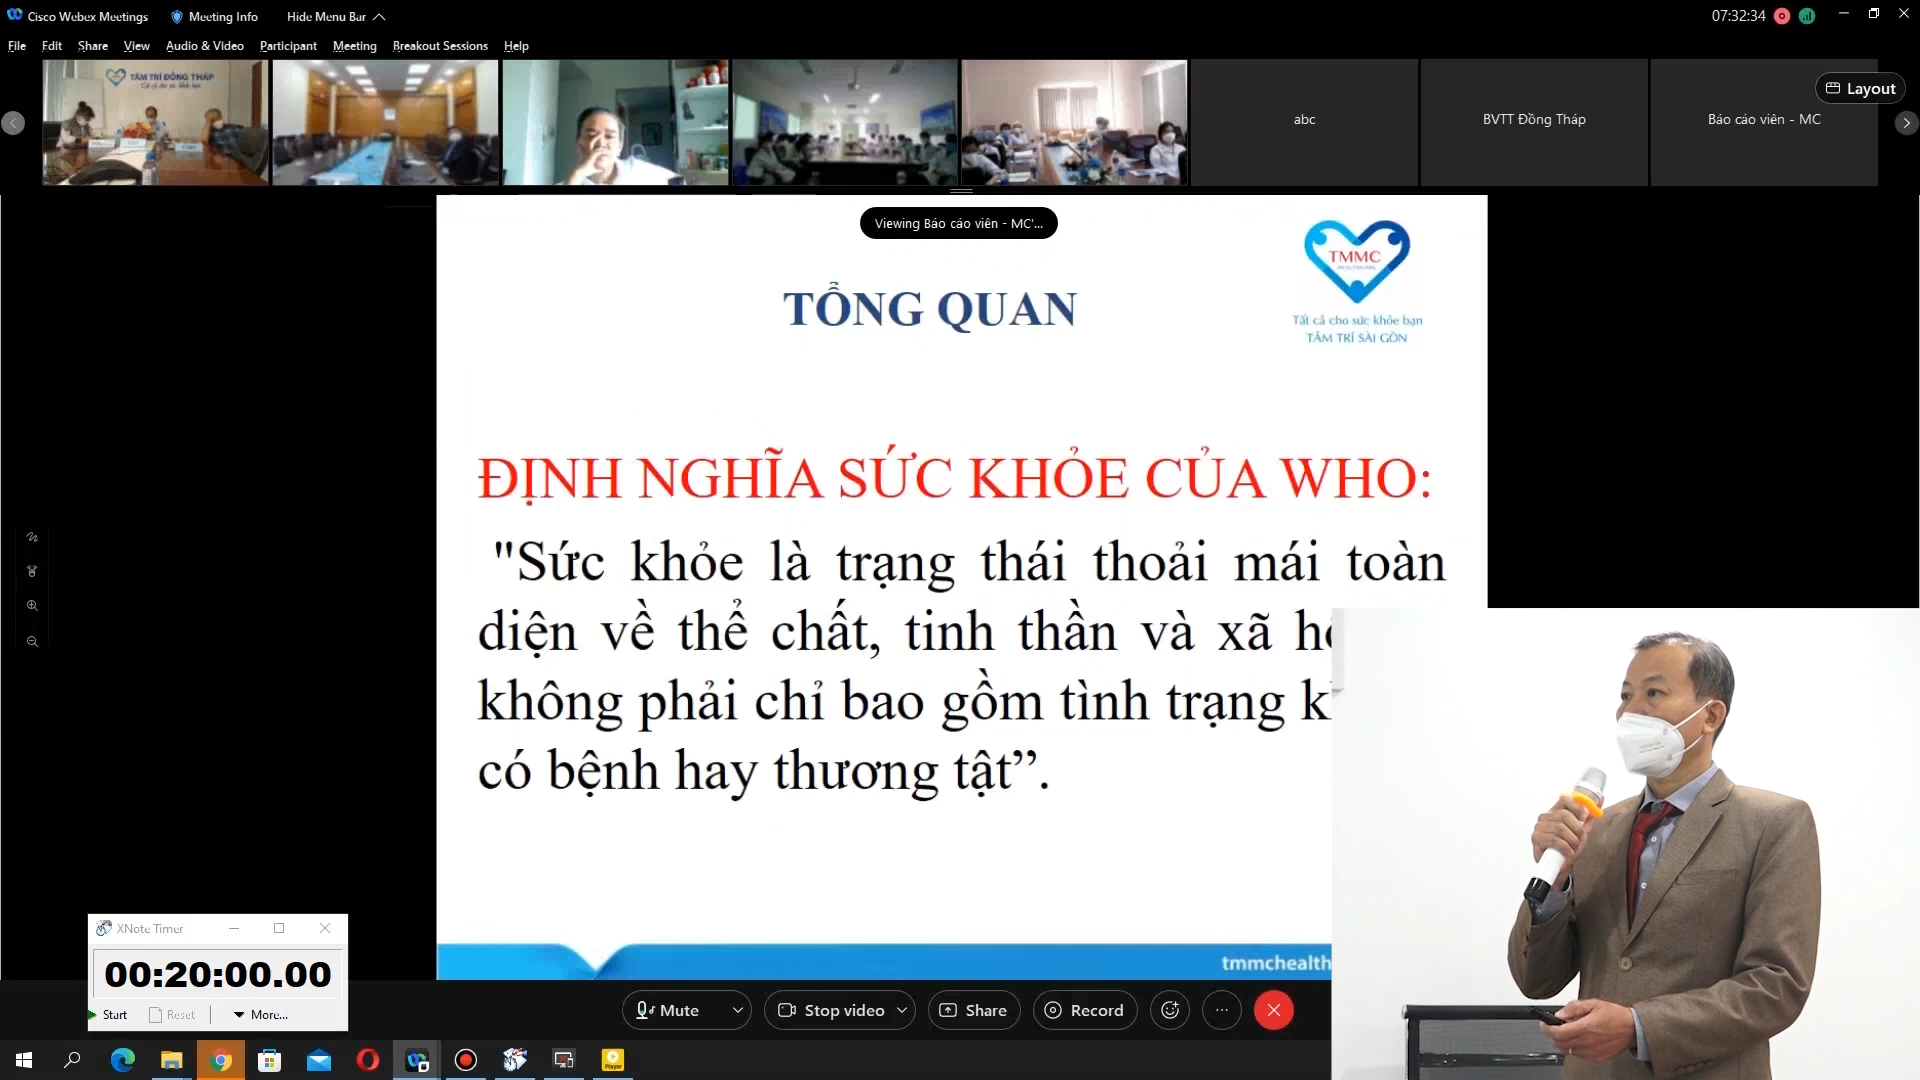 Cisco Webex Meetings
Meeting Info
Hide Menu Bar
07:32:34
File Edit Share View Audio & Video Participant Meeting Breakout Sessions Help
TÂM TRÍ ĐỒNG THÁP
abc
BVTT Đồng Tháp
Báo cáo viên - MC
Layout
Viewing Báo cáo viên - MC'...
TMMC
Tất cả cho sức khỏe bạn
TÂM TRÍ SÀI GÒN
TỔNG QUAN
ĐỊNH NGHĨA SỨC KHỎE CỦA WHO:
"Sức khỏe là trạng thái thoải mái toàn
diện về thể chất, tinh thần và xã
không phải chỉ bao gồm tình trạng
có bệnh hay thương tật”.
tmmchealth
XNote Timer
00:20:00.00
Start Reset More...
Mute
Stop video
Share
Record
Player